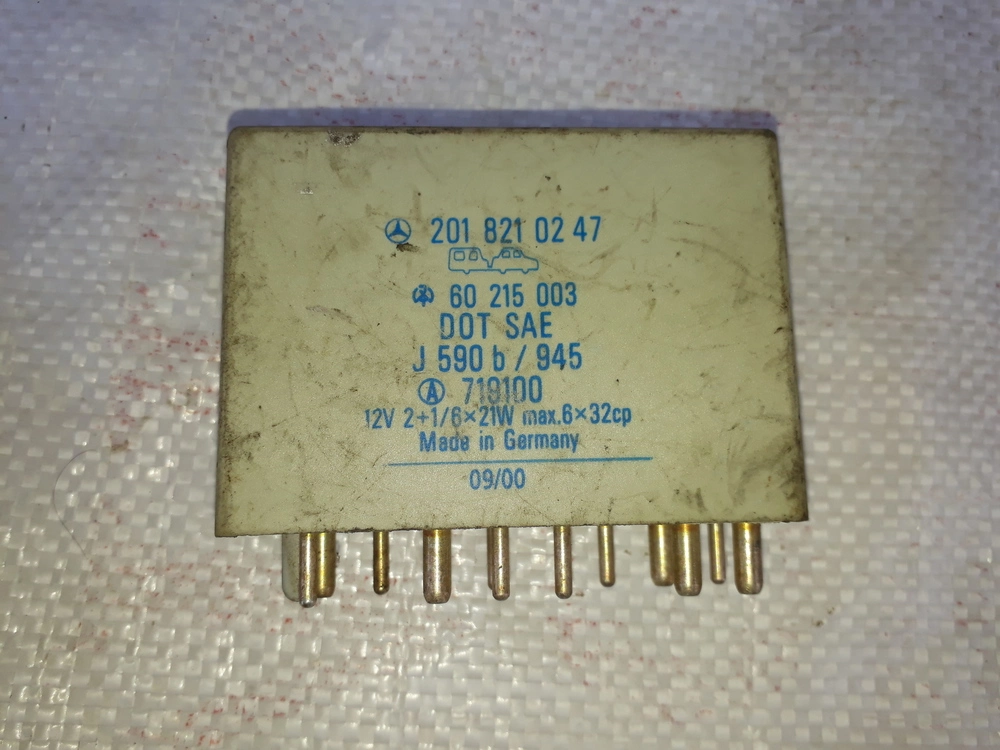 201 821 02 47
60 215 003
DOT SAE
J 590 b / 945
A 719100
12V 2+1/6×21W max.6×32cp
Made in Germany
09/00